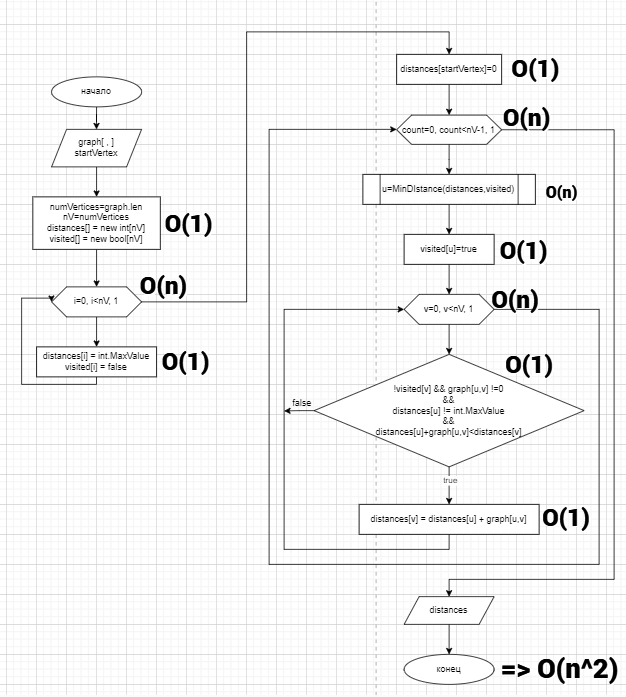 начало
graph[ , ]
startVertex
numVertices=graph.len
nV=numVertices
distances[] = new int[nV]
visited[] = new bool[nV]
O(1)
i=0, i<nV, 1
O(n)
distances[i] = int.MaxValue
visited[i] = false
O(1)
distances[startVertex]=0
O(1)
count=0, count<nV-1, 1
O(n)
u=MinDIstance(distances,visited)
O(n)
visited[u]=true
O(1)
v=0, v<nV, 1
O(n)
O(1)
!visited[v] && graph[u,v] !=0
&&
distances[u] != int.MaxValue
&&
distances[u]+graph[u,v]<distances[v]
false
true
distances[v] = distances[u] + graph[u,v]
O(1)
distances
конец
=> O(n^2)